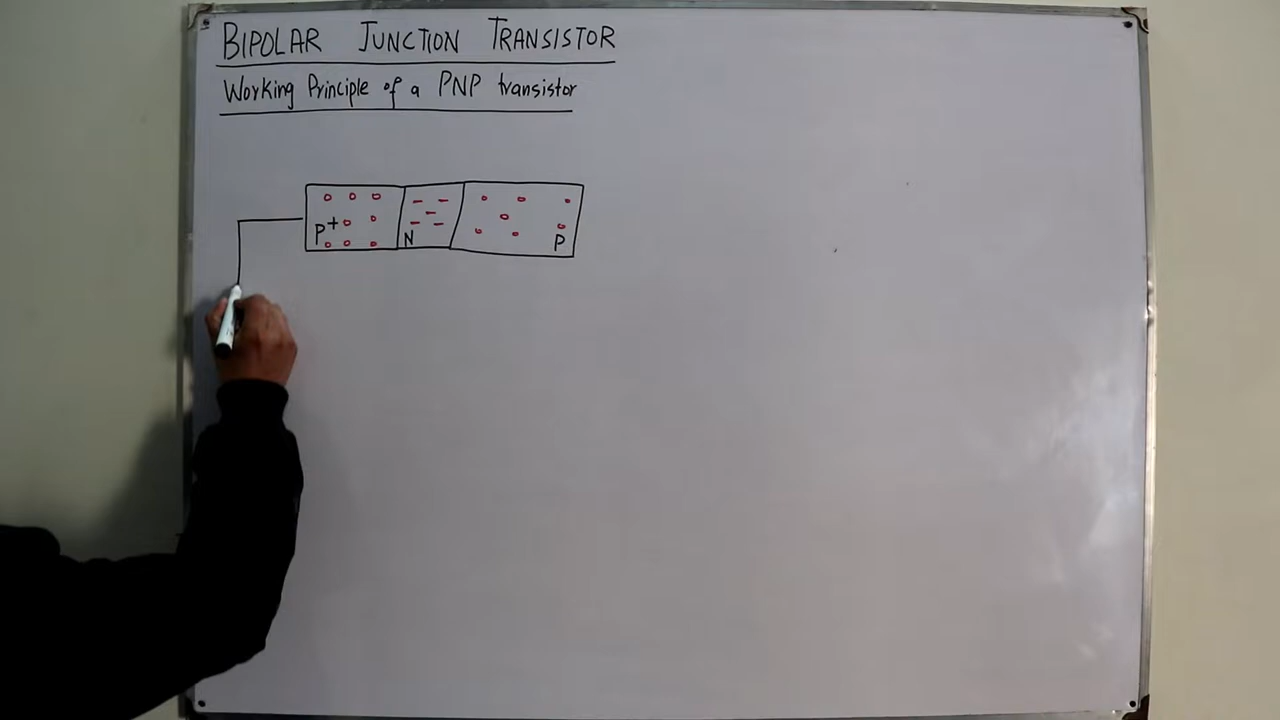 BIPOLAR JUNCTION TRANSISTOR
Working Principle of a PNP transistor
P+ N P